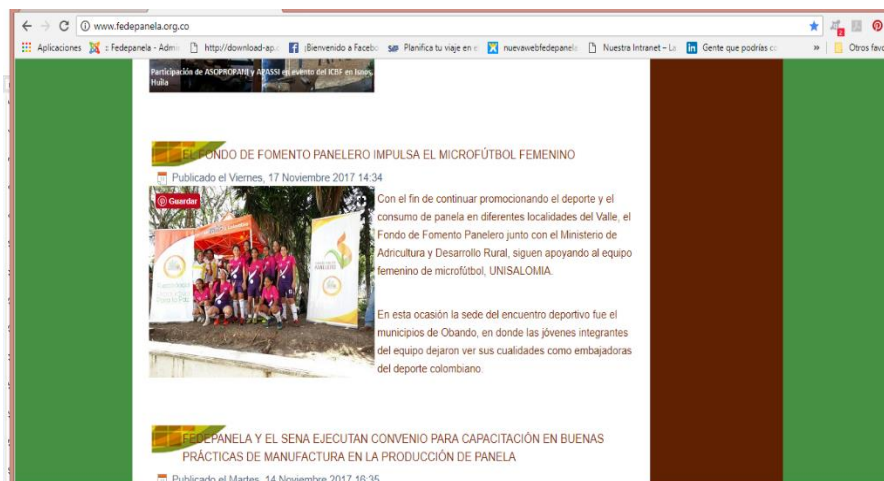 www.fedepanela.org.co
Aplicaciones
: Fedepanela - Admi
http://download-ap.c
¡Bienvenido a Facebo
Planifica tu viaje en e
nuevawebfedepanela
Nuestra Intranet – La
Gente que podrías co
»
Otros favo
Participación de ASOPROPANI y APASSI en evento del ICBF en Isnos,
Huila
EL FONDO DE FOMENTO PANELERO IMPULSA EL MICROFÚTBOL FEMENINO
Publicado el Viernes, 17 Noviembre 2017 14:34
Guardar
Con el fin de continuar promocionando el deporte y el
consumo de panela en diferentes localidades del Valle, el
Fondo de Fomento Panelero junto con el Ministerio de
Adricultura y Desarrollo Rural, siguen apoyando al equipo
femenino de microfútbol, UNISALOMIA.
En esta ocasión la sede del encuentro deportivo fue el
municipios de Obando, en donde las jóvenes integrantes
del equipo dejaron ver sus cualidades como embajadoras
del deporte colombiano.
FEDEPANELA Y EL SENA EJECUTAN CONVENIO PARA CAPACITACIÓN EN BUENAS
PRÁCTICAS DE MANUFACTURA EN LA PRODUCCIÓN DE PANELA
Publicado el Martes, 14 Noviembre 2017 16:35